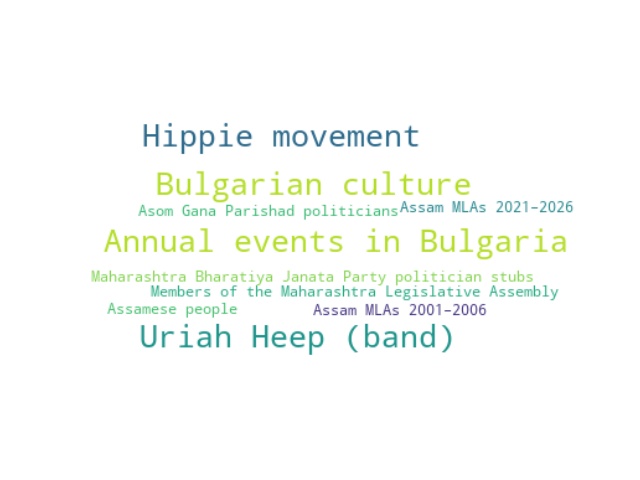 Hippie movement
Bulgarian culture
Asom Gana Parishad politicians
Assam MLAs 2021–2026
Annual events in Bulgaria
Maharashtra Bharatiya Janata Party politician stubs
Members of the Maharashtra Legislative Assembly
Assamese people
Assam MLAs 2001–2006
Uriah Heep (band)